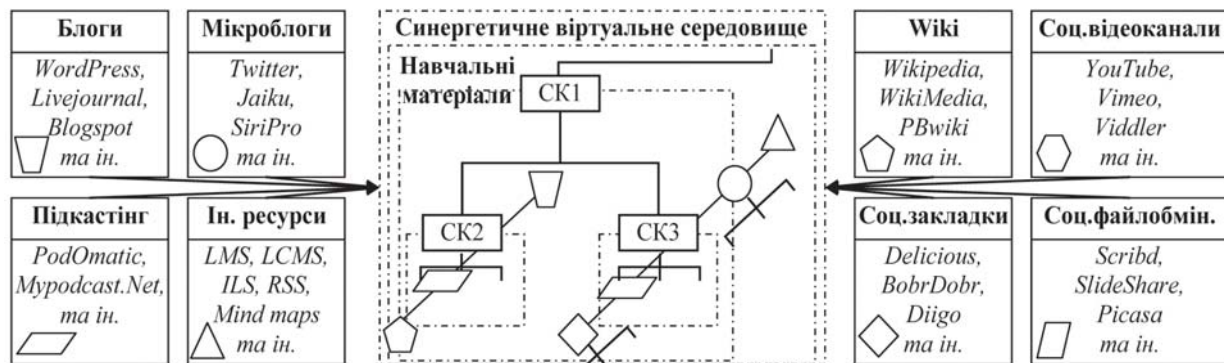 Блоги
WordPress,
Livejournal,
Blogspot
та ін.
Мікроблоги
Twitter,
Jaiku,
SiriPro
та ін.
Підкастінг
PodOmatic,
Mypodcast.Net,
та ін.
Ін. ресурси
LMS, LCMS,
ILS, RSS,
Mind maps
та ін.
Синергетичне віртуальне середовище
Навчальні
матеріали
СК1
СК2
СК3
Wiki
Wikipedia,
WikiMedia,
PBwiki
та ін.
Соц.відеоканали
YouTube,
Vimeo,
Viddler
та ін.
Соц.закладки
Delicious,
BobrDobr,
Diigo
та ін.
Соц.файлобмін.
Scribd,
SlideShare,
Picasa
та ін.